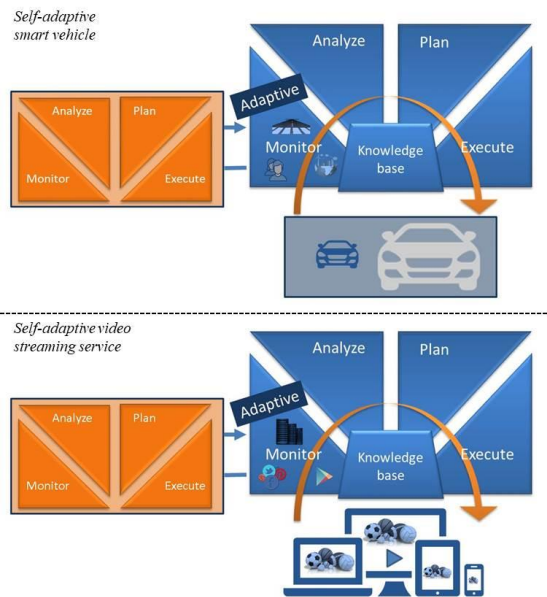 Self-adaptive
smart vehicle
Analyze
Plan
Adaptive
Analyze
Plan
Monitor
Execute
Knowledge
base
Monitor
Execute
Self-adaptive video
streaming service
Analyze
Plan
Adaptive
Analyze
Plan
Monitor
Execute
Knowledge
base
Monitor
Execute